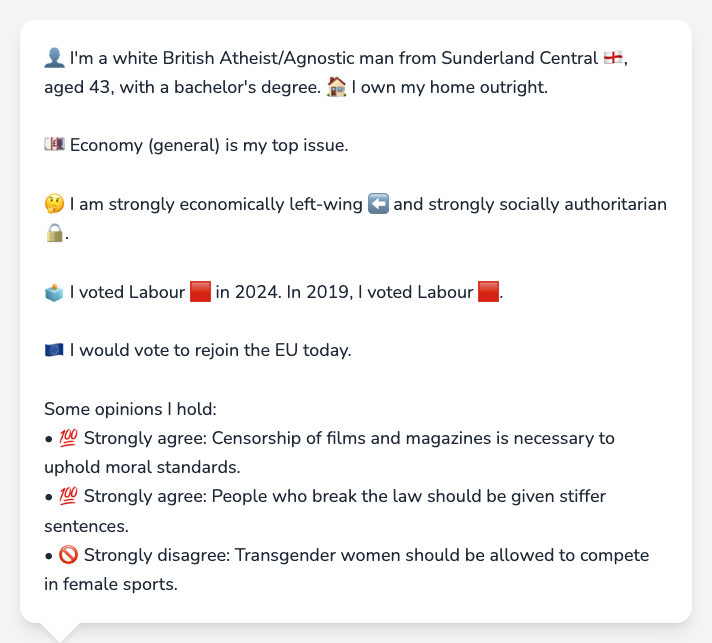 👤 I'm a white British Atheist/Agnostic man from Sunderland Central 🏴󠁧󠁢󠁥󠁮󠁧󠁿,
aged 43, with a bachelor's degree. 🏠 I own my home outright.
💷 Economy (general) is my top issue.
🤔 I am strongly economically left-wing ⬅️ and strongly socially authoritarian
🔒.
🗳️ I voted Labour 🟥 in 2024. In 2019, I voted Labour 🟥.
🇪🇺 I would vote to rejoin the EU today.
Some opinions I hold:
• 💯 Strongly agree: Censorship of films and magazines is necessary to
uphold moral standards.
• 💯 Strongly agree: People who break the law should be given stiffer
sentences.
• 🚫 Strongly disagree: Transgender women should be allowed to compete
in female sports.